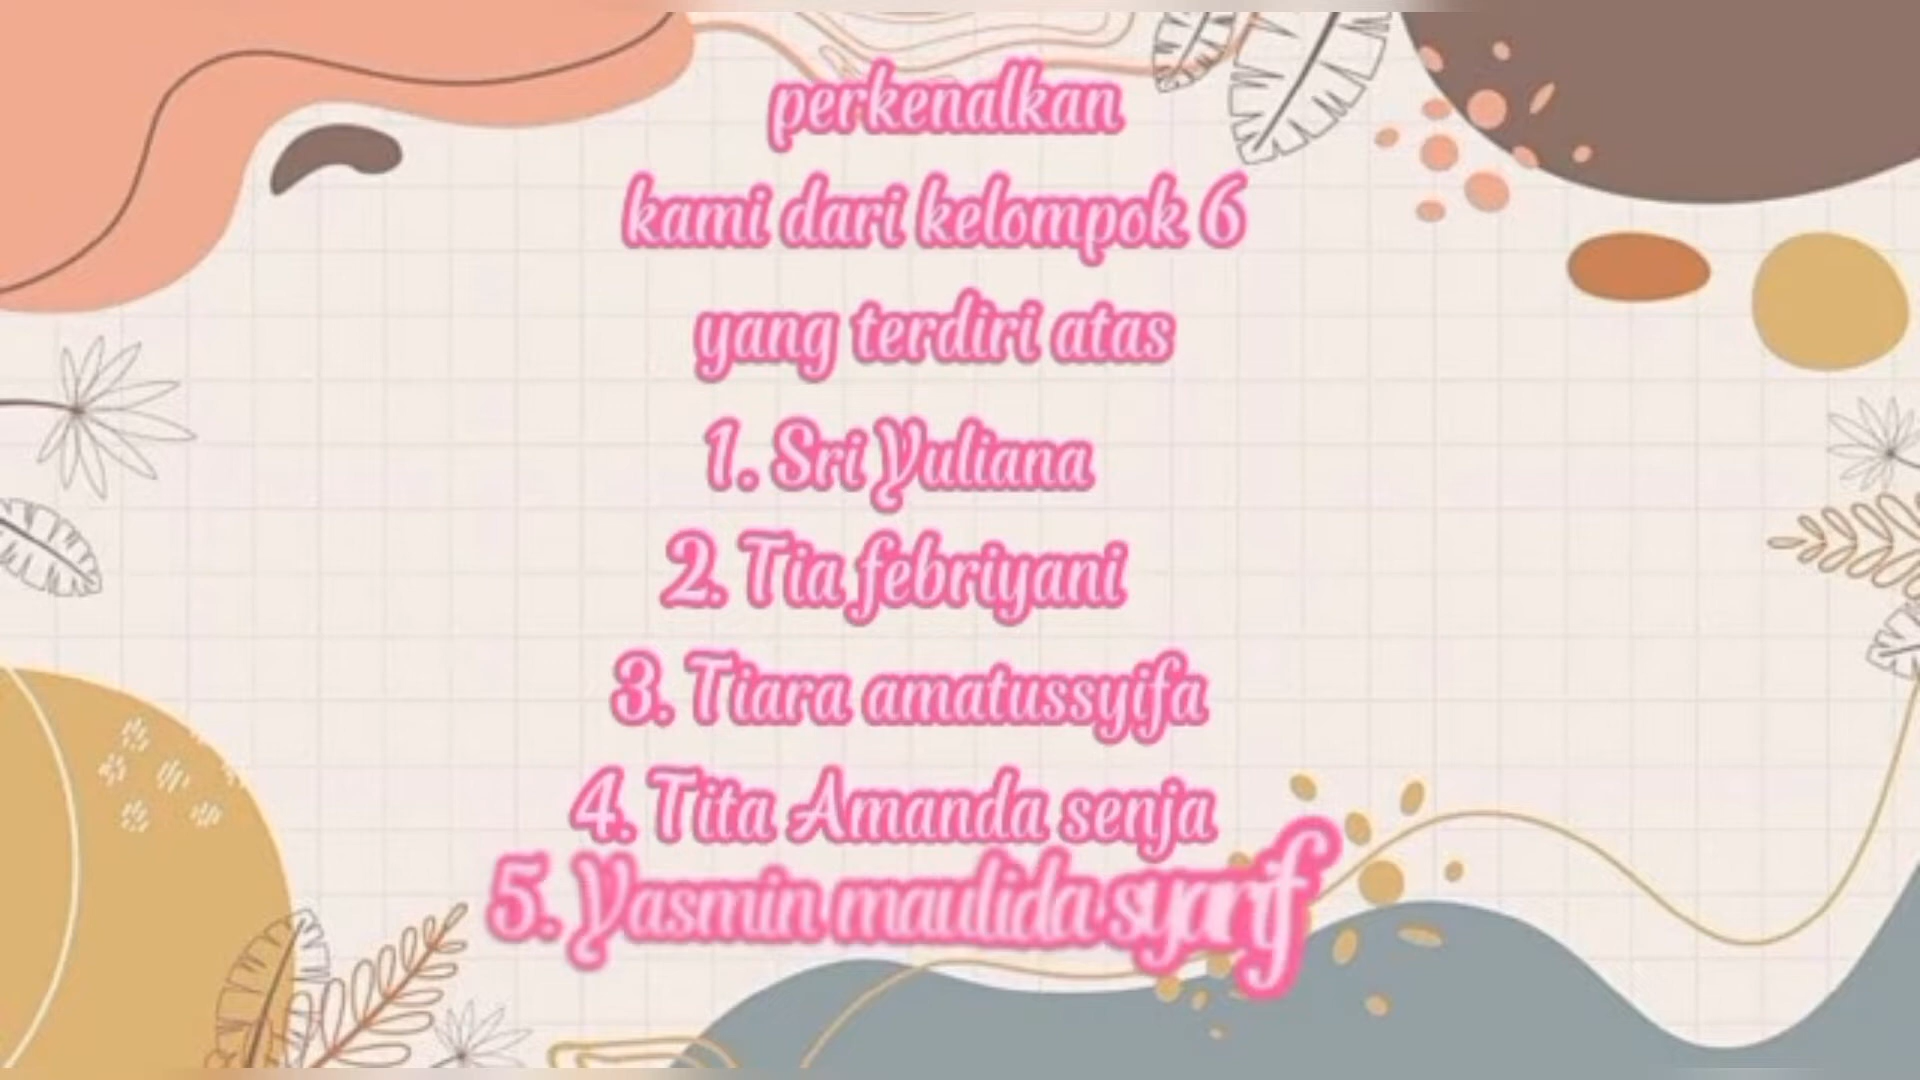 perkenalkan
kami dari kelompok 6
yang terdiri atas
1. Sri Yuliana
2. Tia febriyani
3. Tiara amatussyifa
4. Tita Amanda senja
5. Yasmin maulida syarif